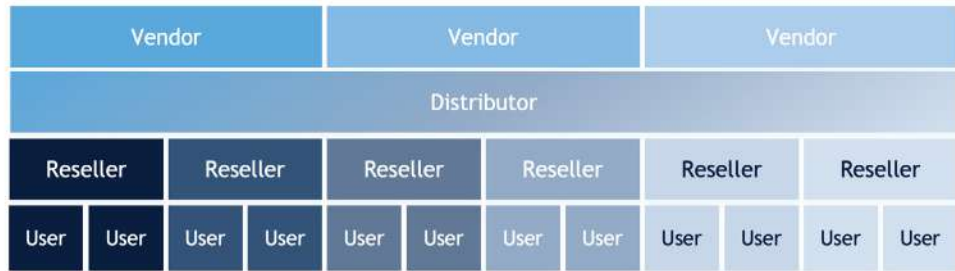 Vendor Vendor Vendor
Distributor
Reseller Reseller Reseller Reseller Reseller Reseller
User User User User User User User User User User User User